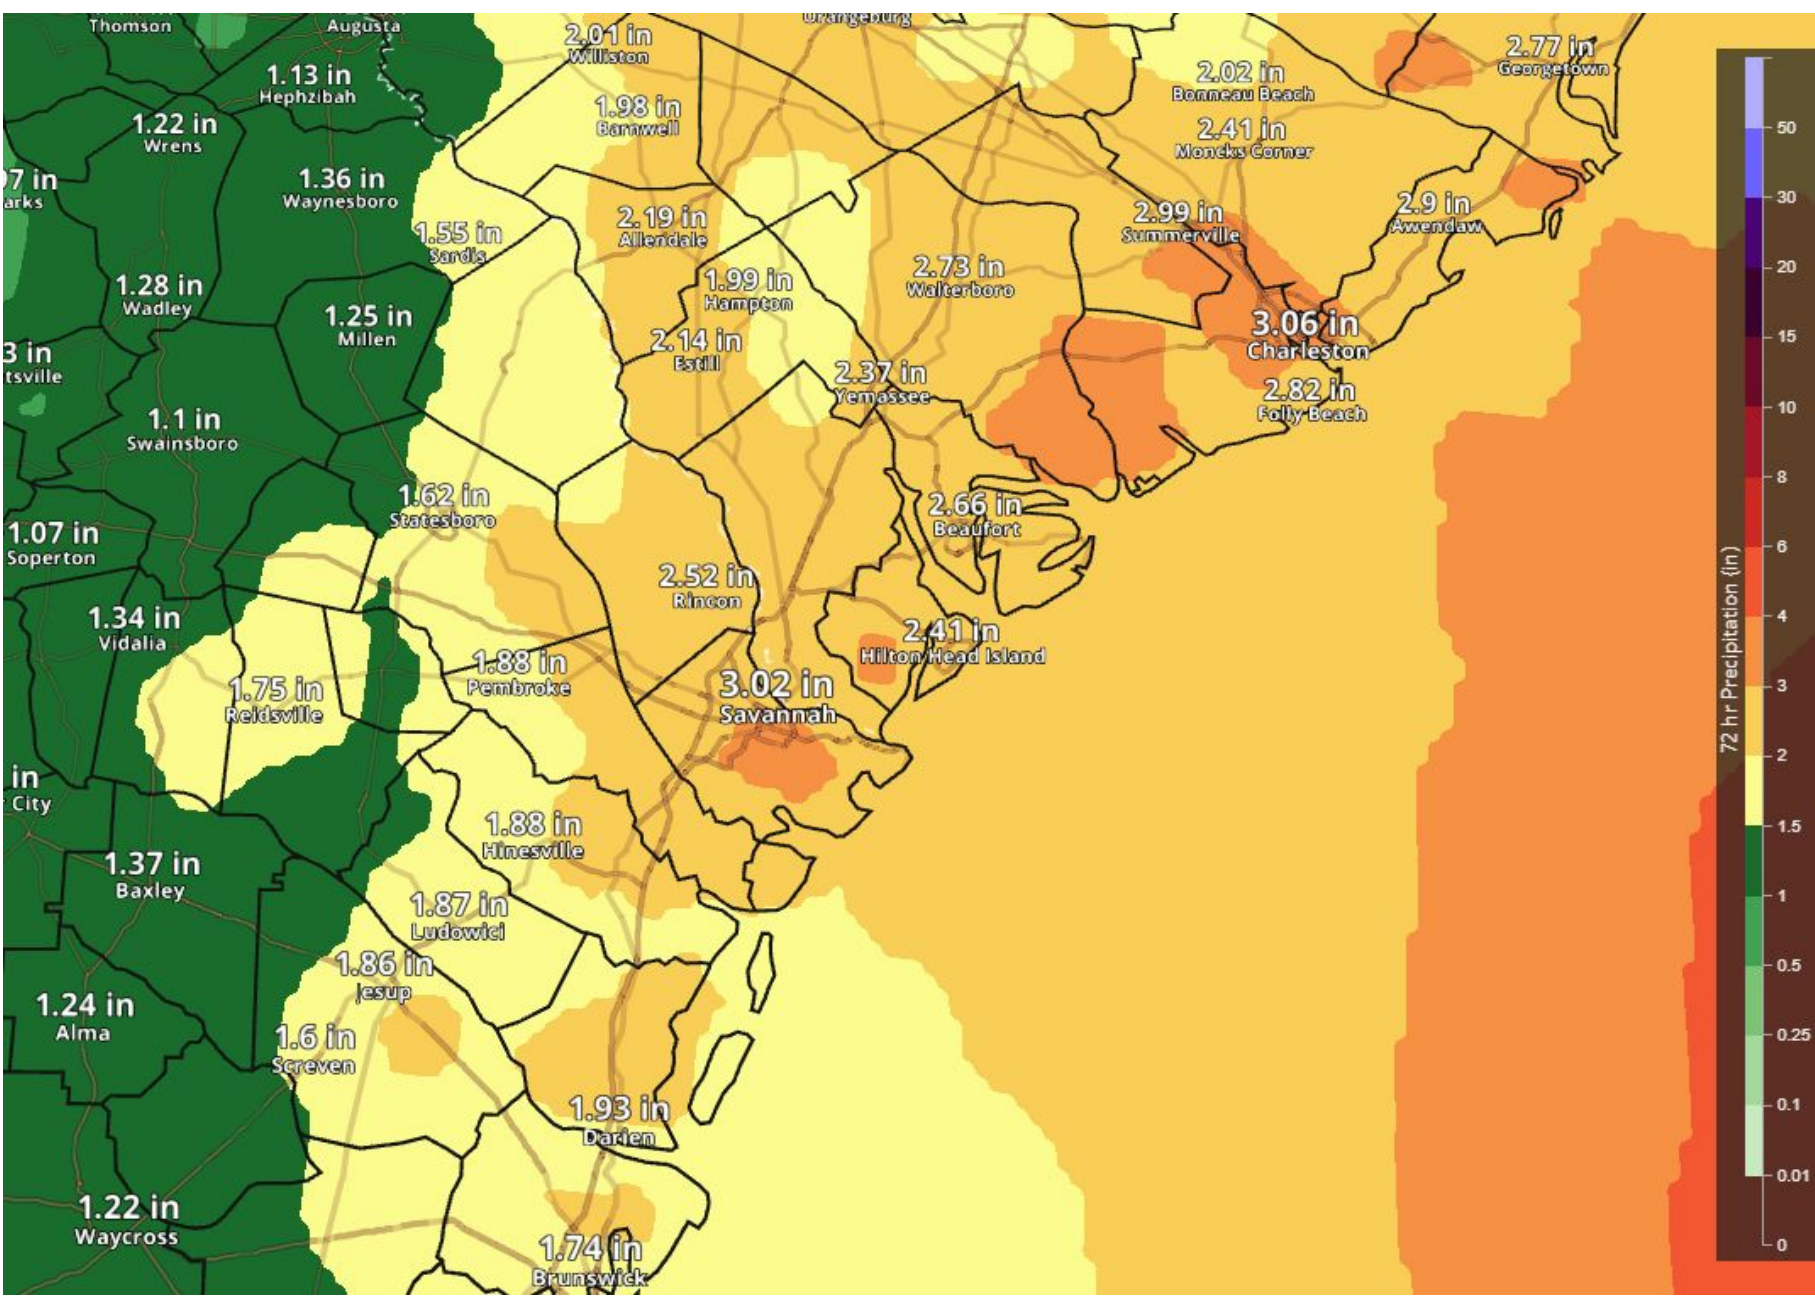 Thomson
Augusta
Orangeburg
2.01 in
Williston
2.77 in
Georgetown
1.13 in
Hephzibah
2.02 in
Bonneau Beach
1.98 in
Barnwell
1.22 in
Wrens
2.41 in
Moncks Corner
7 in
arks
1.36 in
Waynesboro
1.55 in
Sardis
2.19 in
Allendale
2.99 in
Summerville
2.9 in
Awendaw
1.28 in
Wadley
1.99 in
Hampton
2.73 in
Walterboro
1.25 in
Millen
2.14 in
Estill
3.06 in
Charleston
3 in
tsville
2.37 in
Yemassee
2.82 in
Folly Beach
1.1 in
Swainsboro
1.62 in
Statesboro
2.66 in
Beaufort
1.07 in
Soperton
2.52 in
Rincon
1.34 in
Vidalia
2.41 in
Hilton Head Island
1.88 in
Pembroke
1.75 in
Reidsville
3.02 in
Savannah
in
City
1.88 in
Hinesville
1.37 in
Baxley
1.87 in
Ludowici
1.86 in
Jesup
1.24 in
Alma
1.6 in
Screven
1.93 in
Darien
1.22 in
Waycross
1.74 in
Brunswick
72 hr Precipitation (in)
50
30
20
15
10
8
6
4
3
2
1.5
1
0.5
0.25
0.1
0.01
0